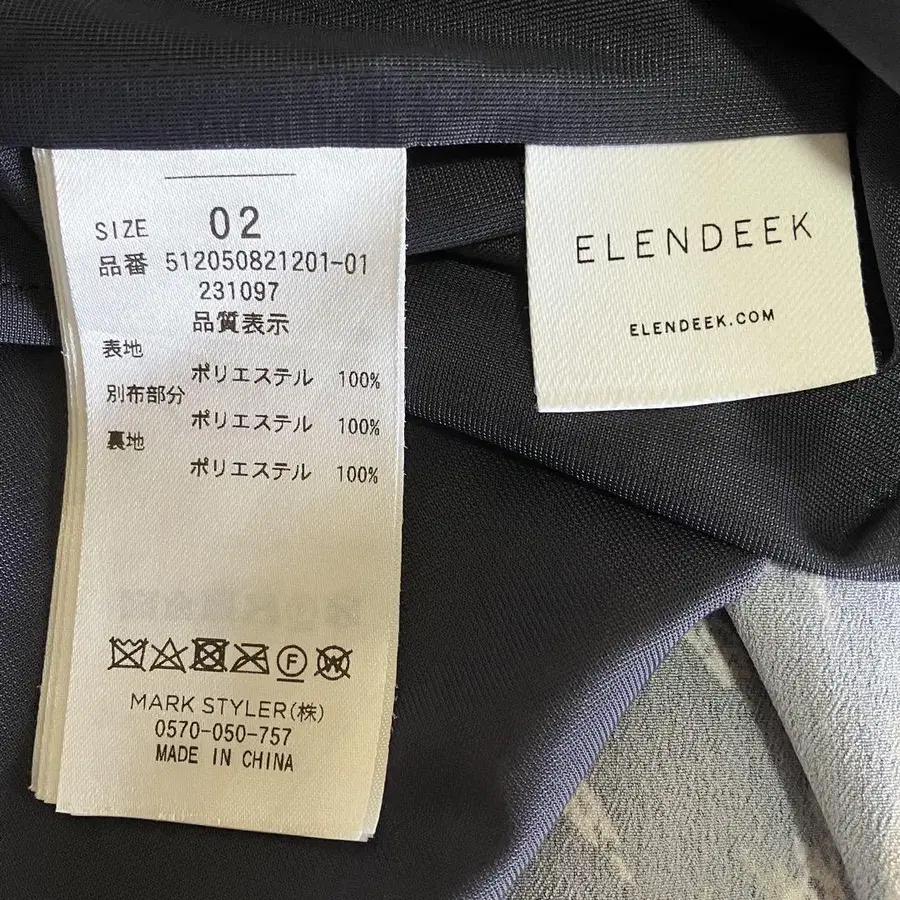 SIZE 02
品番 512050821201-01
231097
品質表示
表地
ポリエステル 100%
別布部分
ポリエステル 100%
裏地
ポリエステル 100%
F W
MARK STYLER(株)
0570-050-757
MADE IN CHINA
ELENDEEK
ELENDEEK.COM